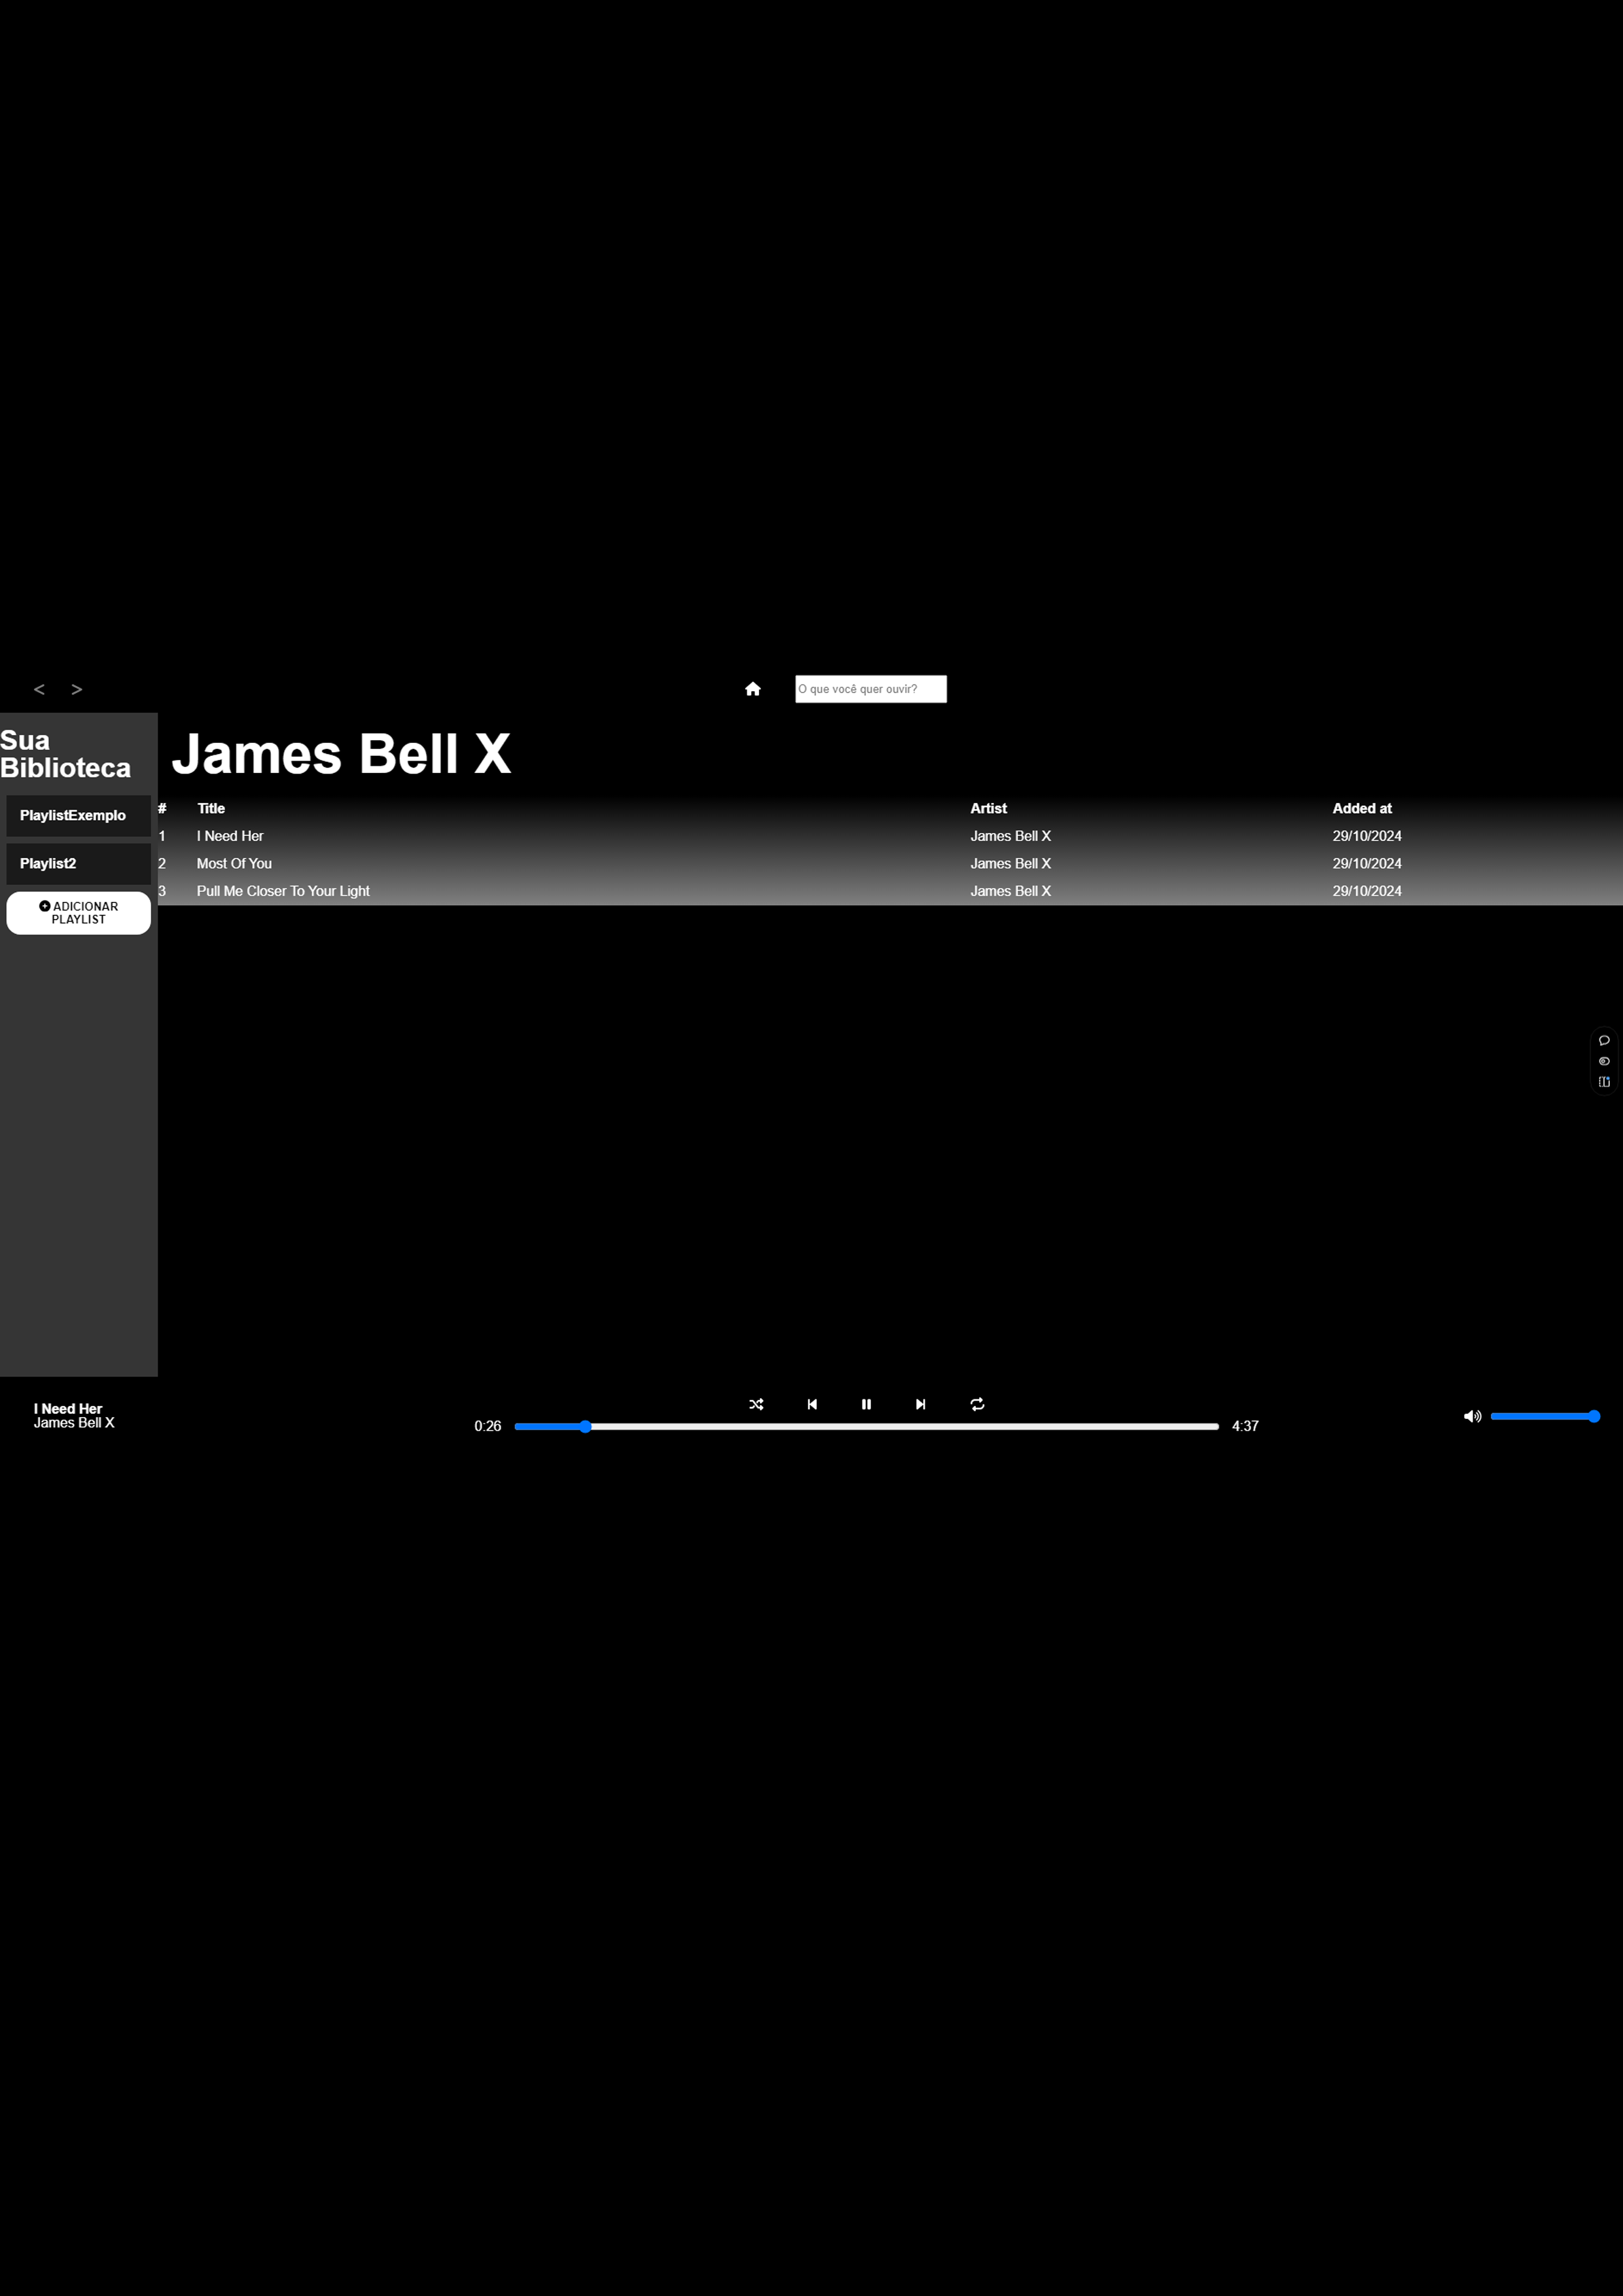 < >
O que você quer ouvir?
Sua
Biblioteca
PlaylistExemplo
Playlist2
ADICIONAR
PLAYLIST
James Bell X
# Title Artist Added at
1 I Need Her James Bell X 29/10/2024
2 Most Of You James Bell X 29/10/2024
3 Pull Me Closer To Your Light James Bell X 29/10/2024
I Need Her
James Bell X
0:26 4:37